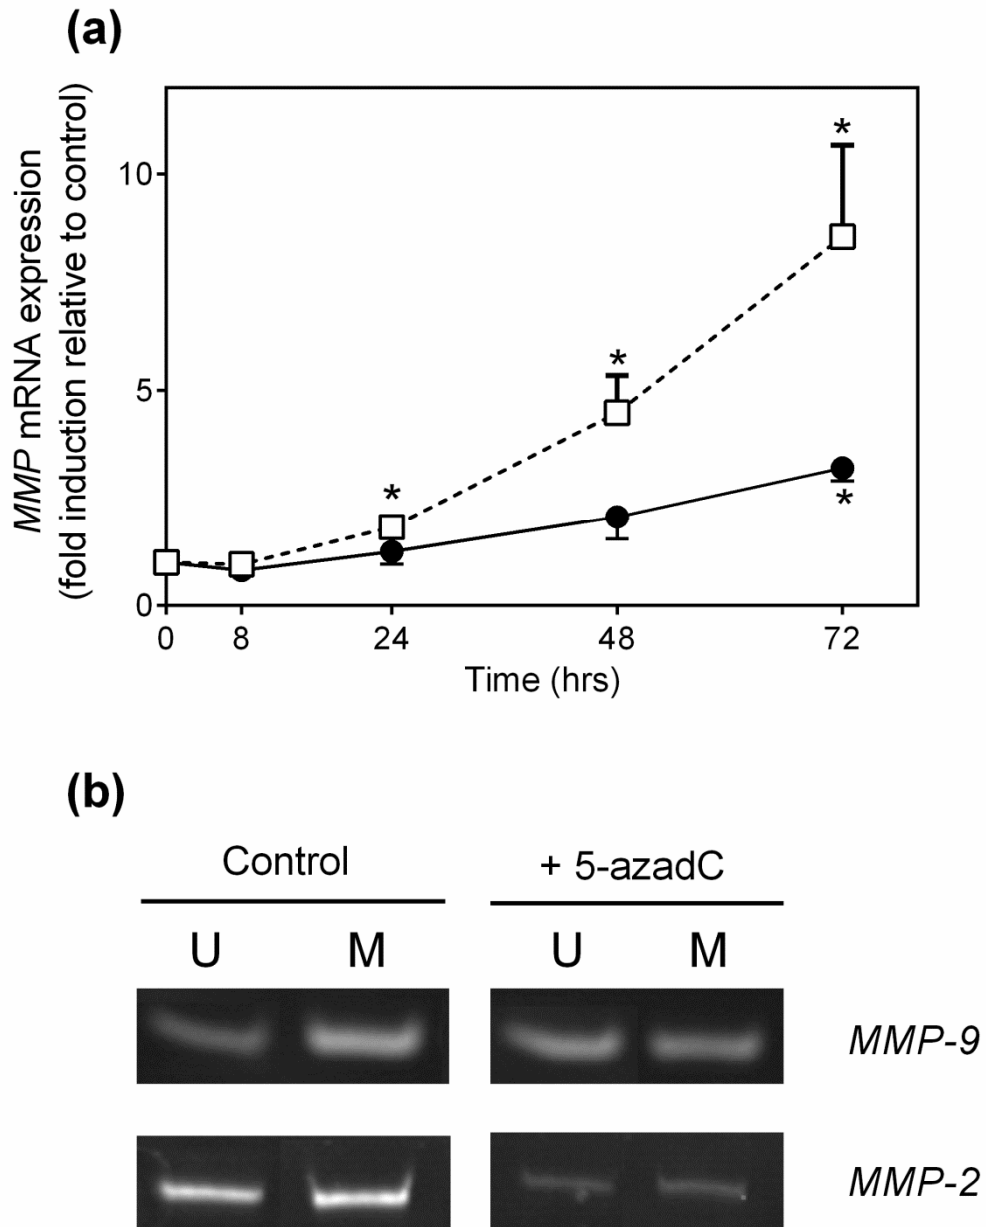 (a)
MMP mRNA expression
(fold induction relative to control)
10
5
0
* * * *
0 8 24 48 72
Time (hrs)
(b)
Control + 5-azadC
U M U M
MMP-9
MMP-2